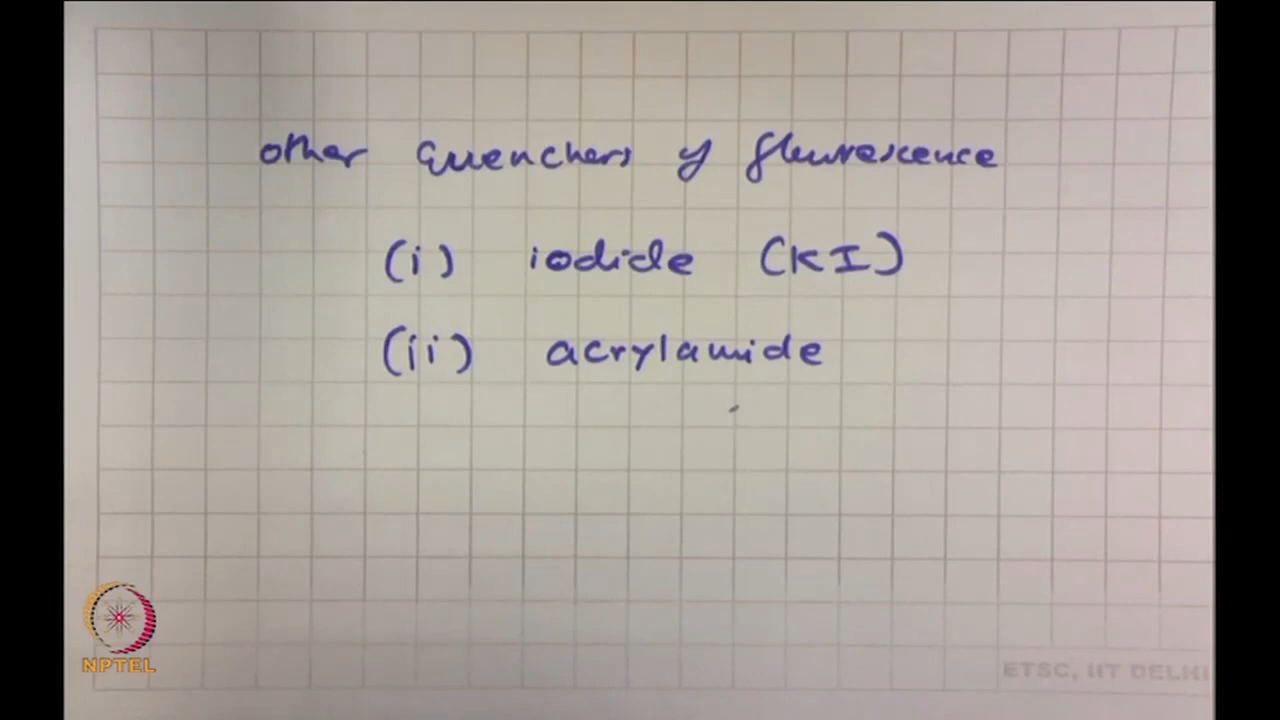 other quenchers of fluorescence
(i) iodide (KI)
(ii) acrylamide
NPTEL
ETSC, IIT DELHI